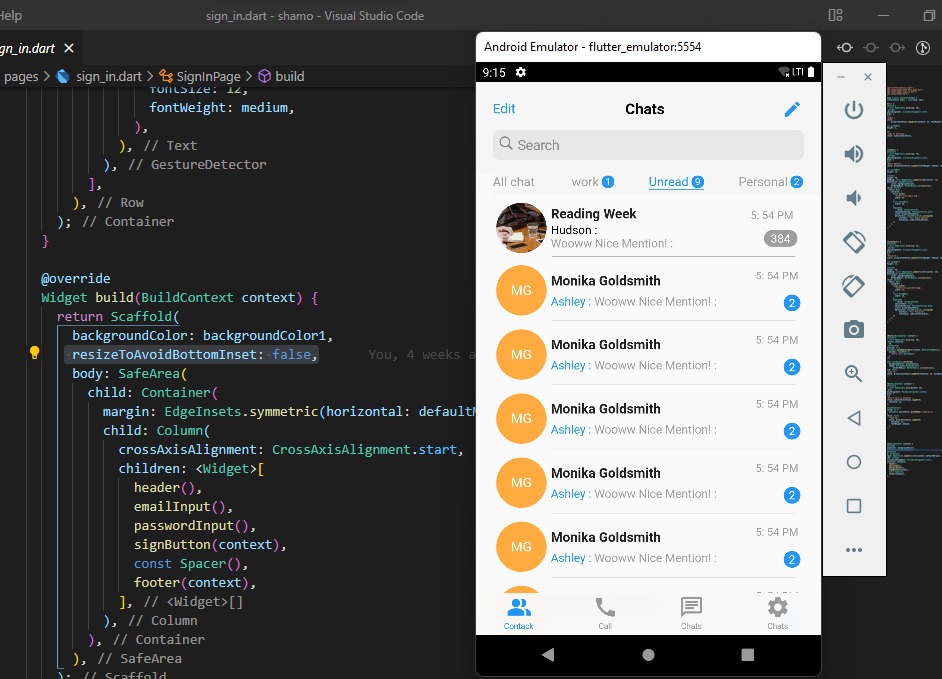 Help
sign_in.dart - shamo - Visual Studio Code
gn_in.dart
pages > sign_in.dart > SignInPage > build
fontSize: 12,
fontWeight: medium,
),
), // Text
), // GestureDetector
],
), // Row
); // Container
}
@override
Widget build(BuildContext context) {
return Scaffold(
backgroundColor: backgroundColor1,
resizeToAvoidBottomInset: false, You, 4 weeks a
body: SafeArea(
child: Container(
margin: EdgeInsets.symmetric(horizontal: defaultM
child: Column(
crossAxisAlignment: CrossAxisAlignment.start,
children: <Widget>[
header(),
emailInput(),
passwordInput(),
signButton(context),
const Spacer(),
footer(context),
], // <Widget>[]
), // Column
), // Container
), // SafeArea
); // Scaffold
Android Emulator - flutter_emulator:5554
9:15 LTE
Edit Chats
Search
All chat work 1 Unread 9 Personal 2
Reading Week 5: 54 PM
Hudson :
Wooww Nice Mention! : 384
Monika Goldsmith 5: 54 PM
MG
Ashley : Wooww Nice Mention! : 2
Monika Goldsmith 5: 54 PM
MG
Ashley : Wooww Nice Mention! : 2
Monika Goldsmith 5: 54 PM
MG
Ashley : Wooww Nice Mention! : 2
Monika Goldsmith 5: 54 PM
MG
Ashley : Wooww Nice Mention! : 2
Monika Goldsmith 5: 54 PM
MG
Ashley : Wooww Nice Mention! : 2
Contack Call Chats Chats